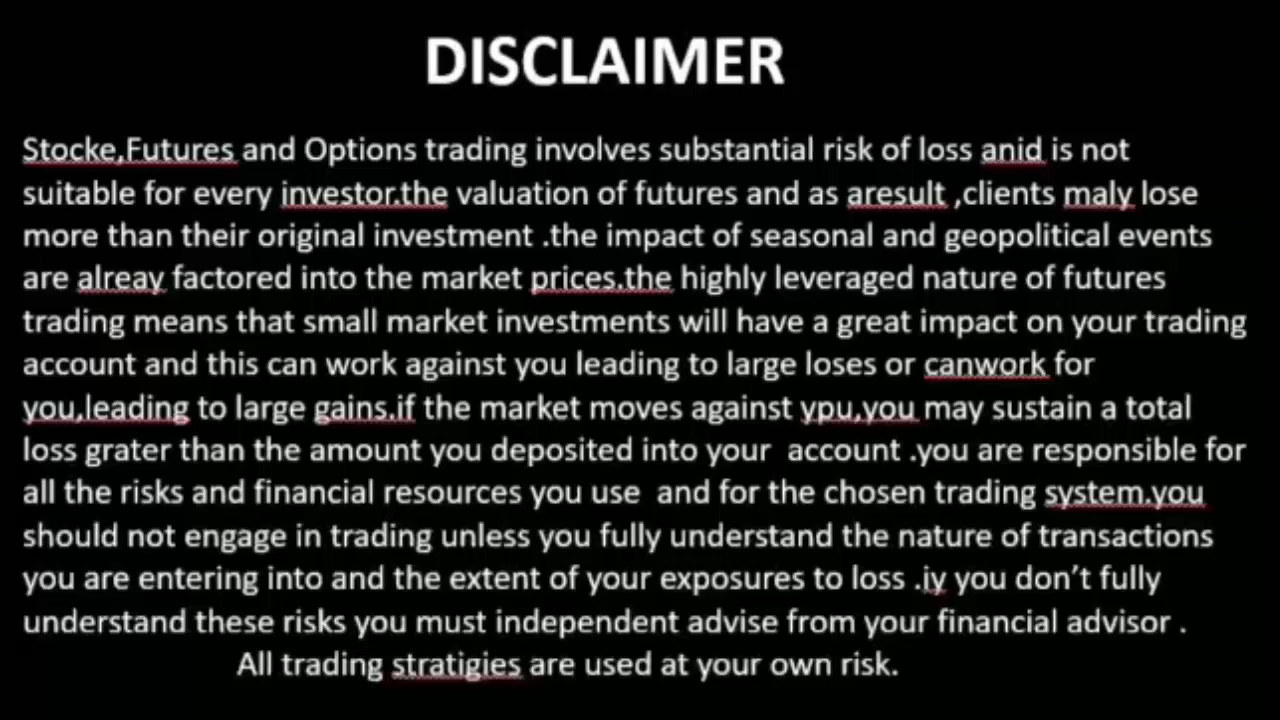 DISCLAIMER
Stocke,Futures and Options trading involves substantial risk of loss anid is not
suitable for every investor.the valuation of futures and as aresult ,clients maly lose
more than their original investment .the impact of seasonal and geopolitical events
are alreay factored into the market prices.the highly leveraged nature of futures
trading means that small market investments will have a great impact on your trading
account and this can work against you leading to large loses or canwork for
you,leading to large gains.if the market moves against ypu,you may sustain a total
loss grater than the amount you deposited into your  account .you are responsible for
all the risks and financial resources you use  and for the chosen trading system.you
should not engage in trading unless you fully understand the nature of transactions
you are entering into and the extent of your exposures to loss .iy you don’t fully
understand these risks you must independent advise from your financial advisor .
All trading stratigies are used at your own risk.